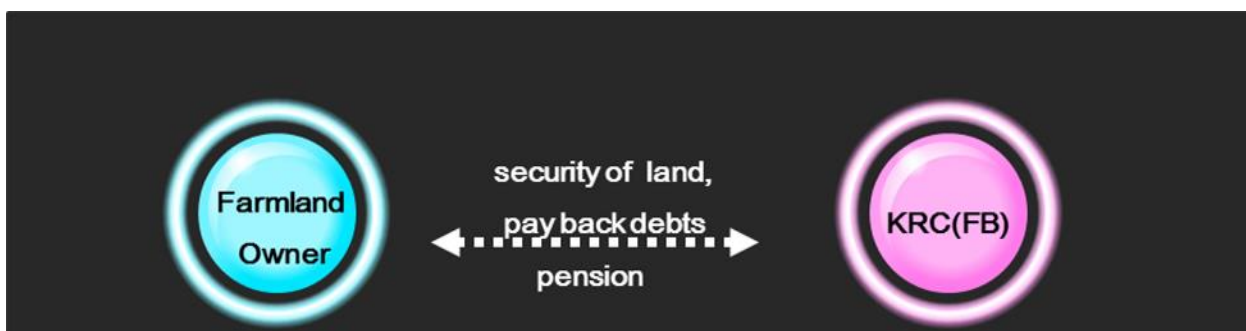 Farmland
Owner
security of land,
pay back debts
pension
KRC(FB)